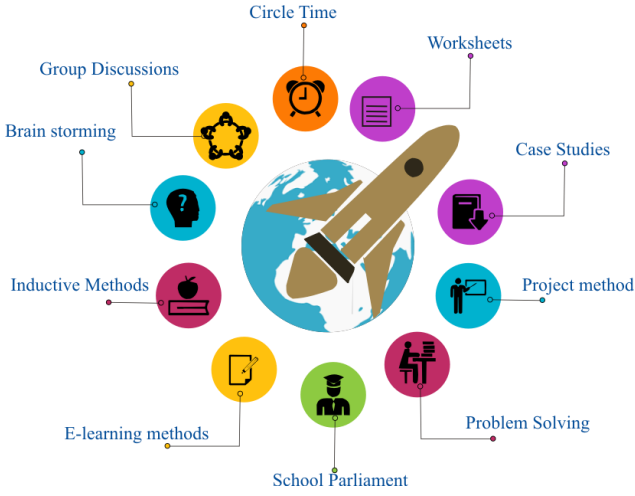 Circle Time
Worksheets
Group Discussions
Brain storming
Case Studies
Inductive Methods
Project method
Problem Solving
E-learning methods
School Parliament